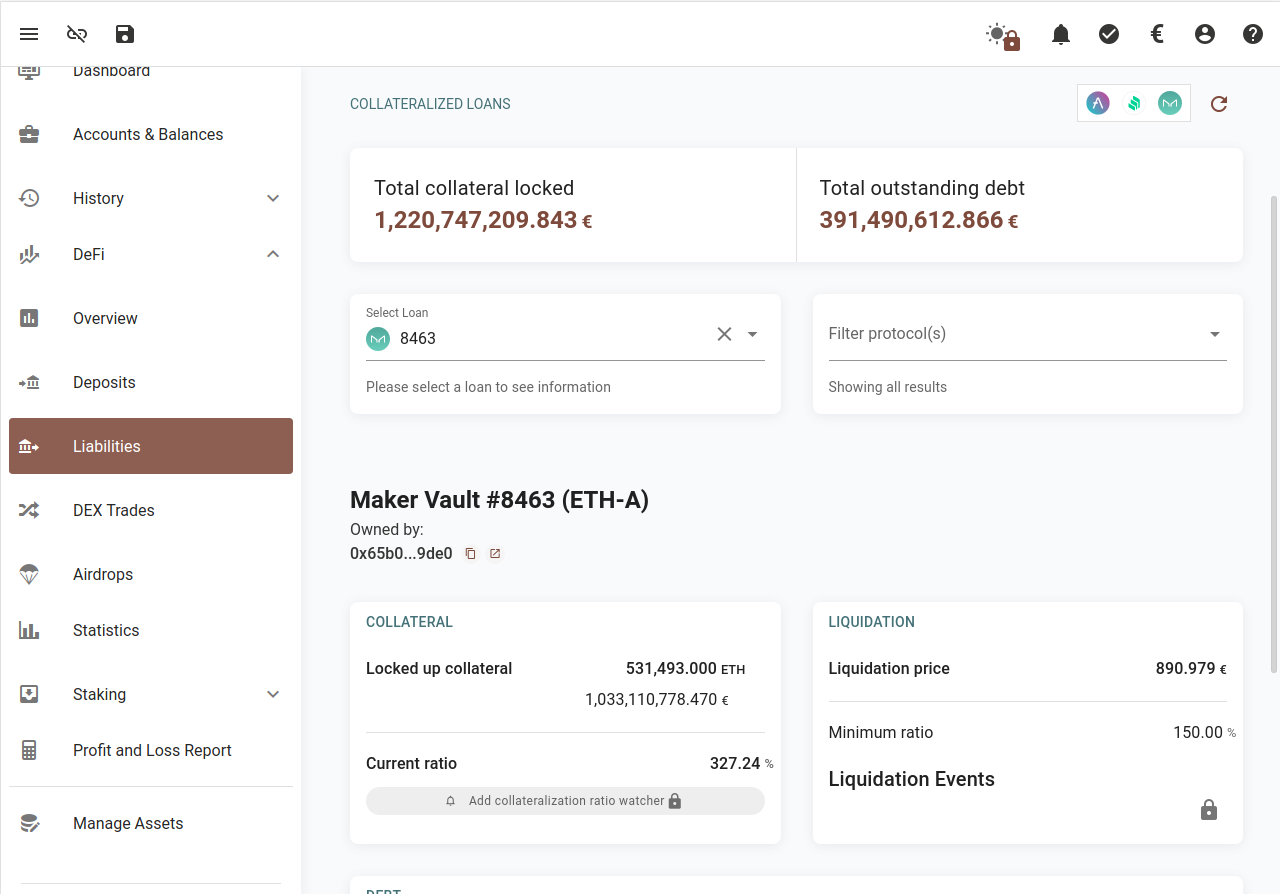 Dashboard
Accounts & Balances
History
DeFi
Overview
Deposits
Liabilities
DEX Trades
Airdrops
Statistics
Staking
Profit and Loss Report
Manage Assets
COLLATERALIZED LOANS
Total collateral locked
1,220,747,209.843 €
Total outstanding debt
391,490,612.866 €
Select Loan
8463
Please select a loan to see information
Filter protocol(s)
Showing all results
Maker Vault #8463 (ETH-A)
Owned by:
0x65b0...9de0
COLLATERAL
Locked up collateral 531,493.000 ETH
1,033,110,778.470 €
Current ratio 327.24 %
Add collateralization ratio watcher
LIQUIDATION
Liquidation price 890.979 €
Minimum ratio 150.00 %
Liquidation Events
DEBT